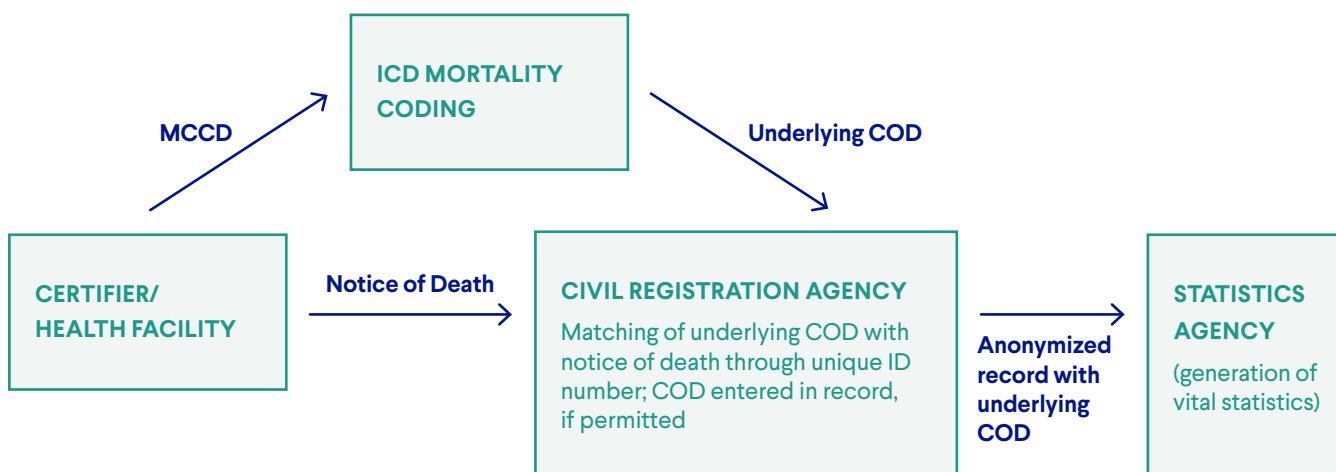 ICD MORTALITY
CODING
MCCD
Underlying COD
CERTIFIER/
HEALTH FACILITY
Notice of Death
CIVIL REGISTRATION AGENCY
Matching of underlying COD with
notice of death through unique ID
number; COD entered in record,
if permitted
Anonymized
record with
underlying
COD
STATISTICS
AGENCY
(generation of
vital statistics)